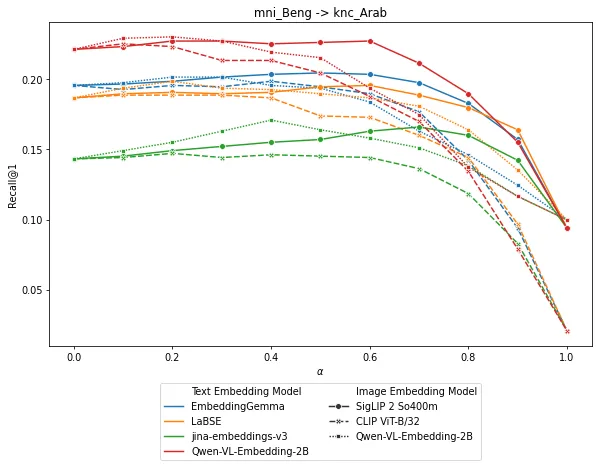 mni_Beng -> knc_Arab
Recall@1
0.20
0.15
0.10
0.05
0.0 0.2 0.4 0.6 0.8 1.0
α
Text Embedding Model
EmbeddingGemma
LaBSE
jina-embeddings-v3
Qwen-VL-Embedding-2B
Image Embedding Model
SigLIP 2 So400m
CLIP ViT-B/32
Qwen-VL-Embedding-2B